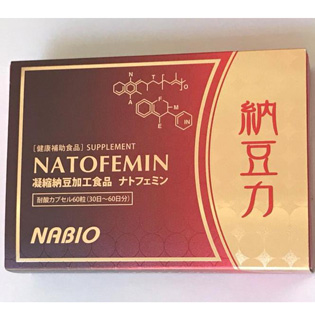 ［健康補助食品］SUPPLEMENT
NATOFEMIN
凝縮納豆加工食品 ナトフェミン
耐酸カプセル60粒(30日〜60日分)
NABIO
納豆力